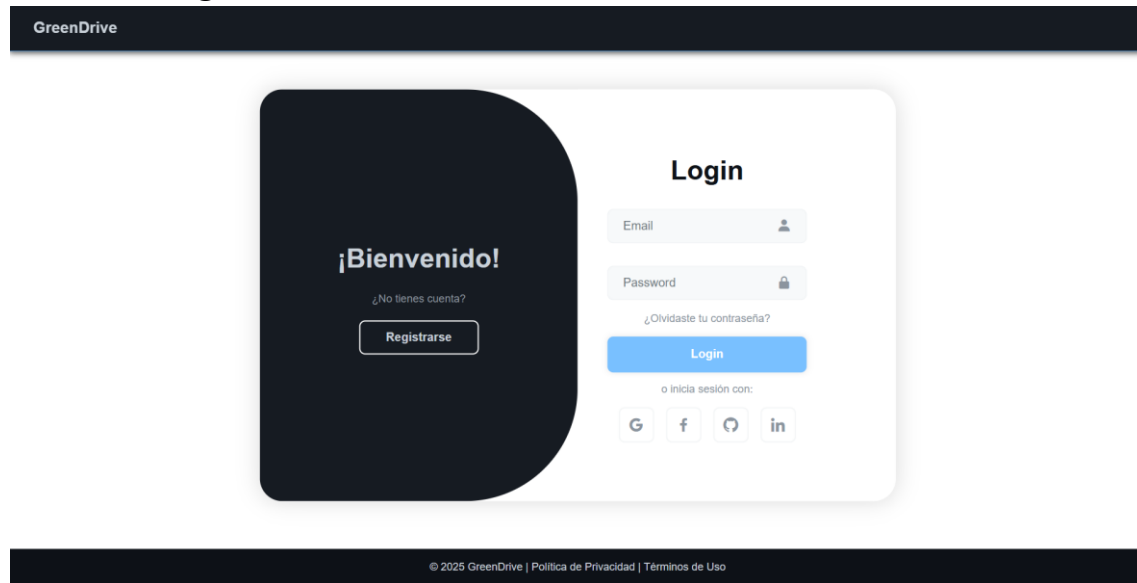 GreenDrive
¡Bienvenido!
¿No tienes cuenta?
Registrarse
Login
Email
Password
¿Olvidaste tu contraseña?
Login
o inicia sesión con:
G f in
© 2025 GreenDrive | Política de Privacidad | Términos de Uso